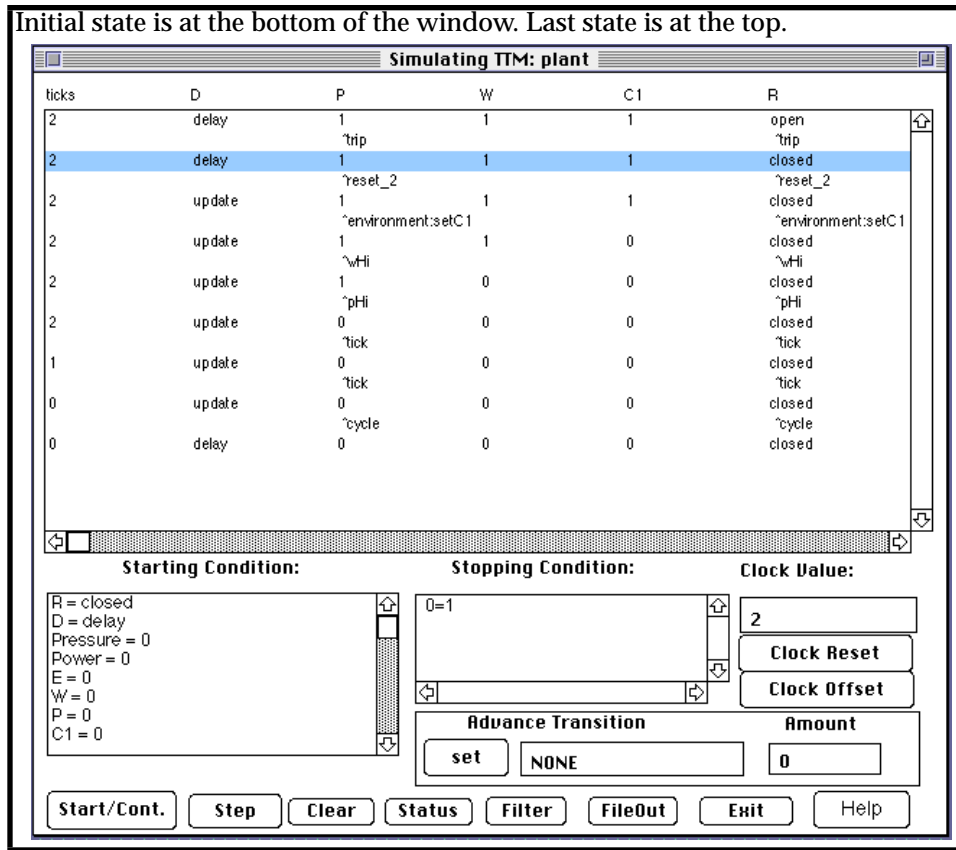 Initial state is at the bottom of the window. Last state is at the top.
Simulating TTM: plant
ticks D P W C1 R
2 delay 1 1 1 open
^trip ^trip
2 delay 1 1 1 closed
^reset_2 ^reset_2
2 update 1 1 1 closed
^environment:setC1 ^environment:setC1
2 update 1 1 0 closed
^wHi ^wHi
2 update 1 0 0 closed
^pHi ^pHi
2 update 0 0 0 closed
^tick ^tick
1 update 0 0 0 closed
^tick ^tick
0 update 0 0 0 closed
^cycle ^cycle
0 delay 0 0 0 closed
Starting Condition: Stopping Condition: Clock Value:
R = closed
D = delay
Pressure = 0
Power = 0
E = 0
W = 0
P = 0
C1 = 0
0=1
2
Clock Reset
Clock Offset
Advance Transition Amount
set NONE 0
Start/Cont. Step Clear Status Filter FileOut Exit Help